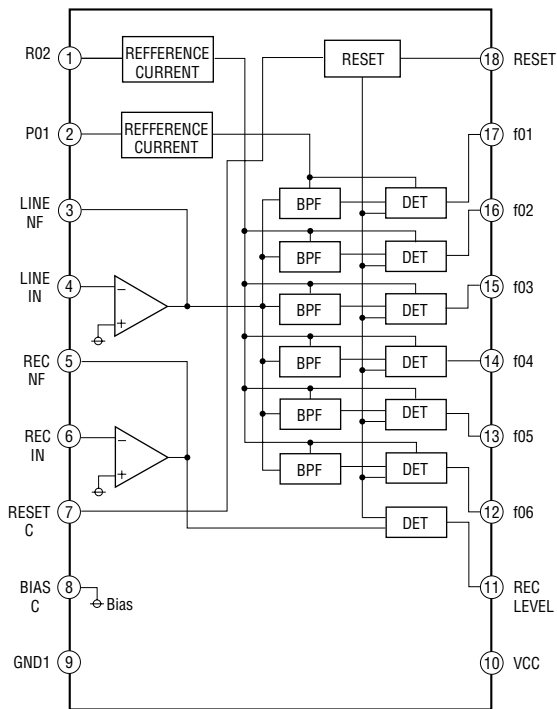 R02
1
REFFERENCE
CURRENT
RESET
18
RESET
P01
2
REFFERENCE
CURRENT
17
f01
LINE
NF
3
BPF
DET
16
f02
BPF
DET
LINE
IN
4
−
+
BPF
DET
15
f03
REC
NF
5
BPF
DET
14
f04
REC
IN
6
−
+
BPF
DET
13
f05
BPF
DET
RESET
C
7
DET
12
f06
BIAS
C
8
Bias
11
REC
LEVEL
GND1
9
10
VCC